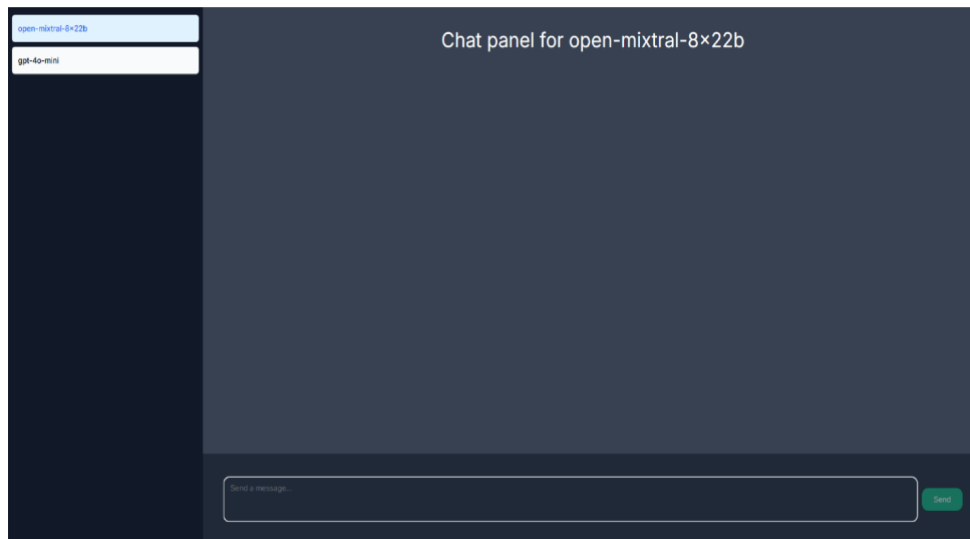 open-mixtral-8×22b
gpt-4o-mini
Chat panel for open-mixtral-8×22b
Send a message...
Send